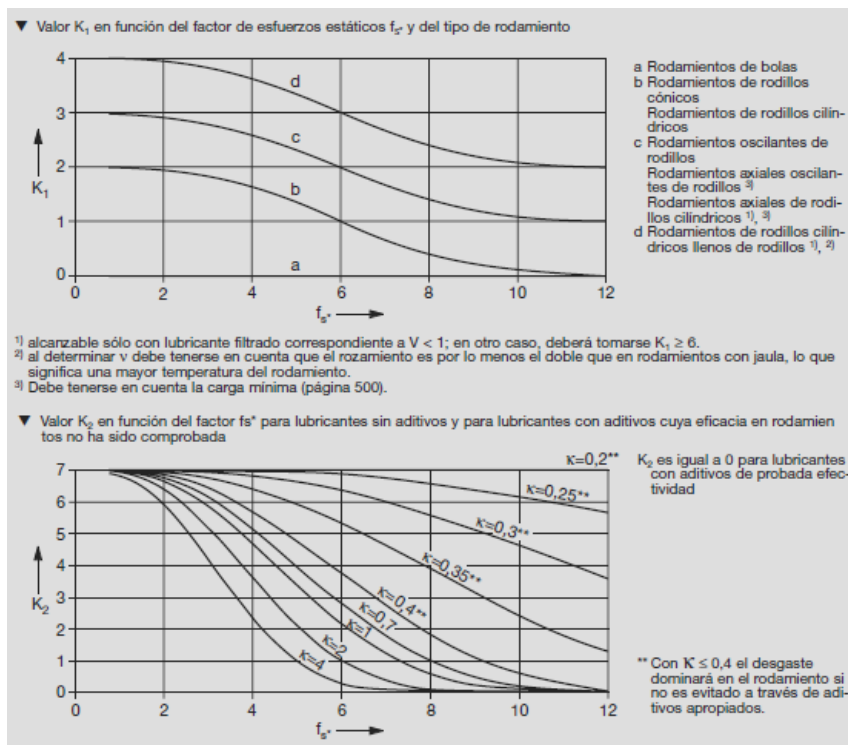 ▼ Valor K₁ en función del factor de esfuerzos estáticos fₛ* y del tipo de rodamiento
4
3
2
1
0
K₁
d
c
b
a
0 2 4 6 8 10 12
fₛ*
a Rodamientos de bolas
b Rodamientos de rodillos
cónicos
Rodamientos de rodillos cilín-
dricos
c Rodamientos oscilantes de
rodillos
Rodamientos axiales oscilan-
tes de rodillos ³⁾
Rodamientos axiales de rodi-
llos cilíndricos ¹⁾, ³⁾
d Rodamientos de rodillos cilín-
dricos llenos de rodillos ¹⁾, ²⁾
¹⁾ alcanzable sólo con lubricante filtrado correspondiente a V < 1; en otro caso, deberá tomarse K₁ ≥ 6.
²⁾ al determinar ν debe tenerse en cuenta que el rozamiento es por lo menos el doble que en rodamientos con jaula, lo que
significa una mayor temperatura del rodamiento.
³⁾ Debe tenerse en cuenta la carga mínima (página 500).
▼ Valor K₂ en función del factor fs* para lubricantes sin aditivos y para lubricantes con aditivos cuya eficacia en rodamien
tos no ha sido comprobada
7
6
5
4
3
2
1
0
K₂
κ=0,2**
κ=0,25**
κ=0,3**
κ=0,35**
κ=0,4**
κ=0,7
κ=1
κ=2
κ=4
0 2 4 6 8 10 12
fₛ*
K₂ es igual a 0 para lubricantes
con aditivos de probada efec-
tividad
** Con K ≤ 0,4 el desgaste
dominará en el rodamiento si
no es evitado a través de adi-
tivos apropiados.